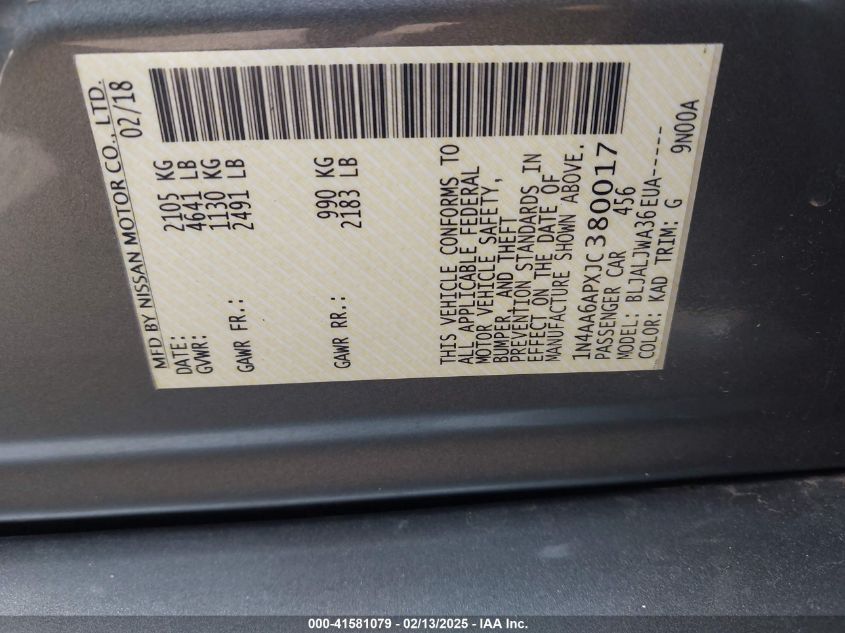 MFD BY NISSAN MOTOR CO., LTD.
DATE: 02/18
GVWR: 2105 KG
4641 LB
GAWR FR.: 1130 KG
2491 LB
GAWR RR.: 990 KG
2183 LB
THIS VEHICLE CONFORMS TO
ALL APPLICABLE FEDERAL
MOTOR VEHICLE SAFETY,
BUMPER, AND THEFT
PREVENTION STANDARDS IN
EFFECT ON THE DATE OF
MANUFACTURE SHOWN ABOVE.
1N4AA6APXJC380017
PASSENGER CAR 456
MODEL: BLJALJWA36EUA-----
COLOR: KAD TRIM: G 9N00A
000-41581079 - 02/13/2025 - IAA Inc.